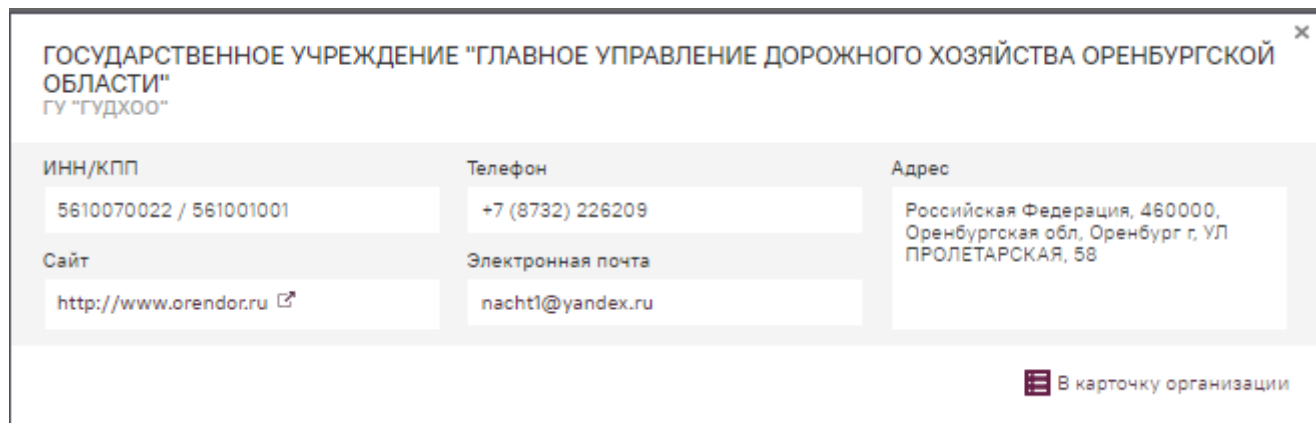 ГОСУДАРСТВЕННОЕ УЧРЕЖДЕНИЕ "ГЛАВНОЕ УПРАВЛЕНИЕ ДОРОЖНОГО ХОЗЯЙСТВА ОРЕНБУРГСКОЙ
ОБЛАСТИ"
ГУ "ГУДХОО"
ИНН/КПП
5610070022 / 561001001
Телефон
+7 (8732) 226209
Адрес
Российская Федерация, 460000,
Оренбургская обл, Оренбург г, УЛ
ПРОЛЕТАРСКАЯ, 58
Сайт
http://www.orendor.ru
Электронная почта
nacht1@yandex.ru
В карточку организации